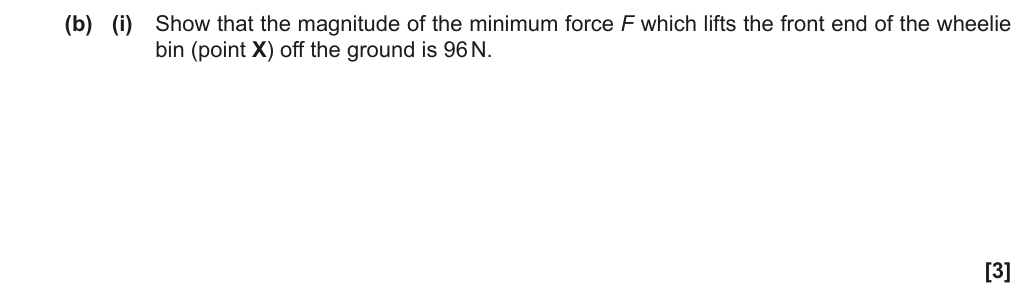 (b) (i) Show that the magnitude of the minimum force F which lifts the front end of the wheelie
bin (point X) off the ground is 96 N.
[3]